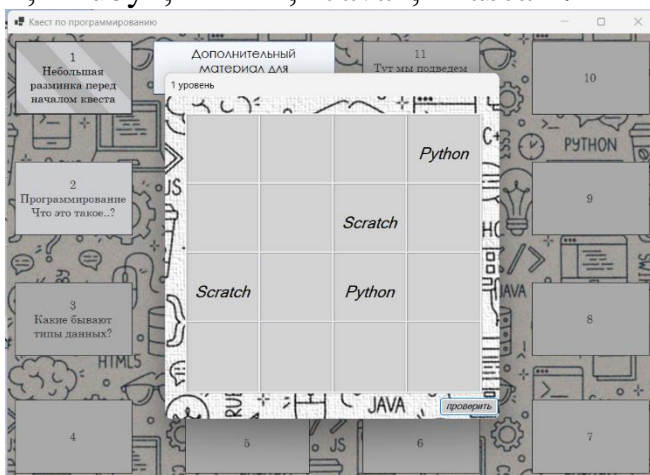 Квест по программированию
1
Небольшая
разминка перед
началом квеста
Дополнительный
материал для
11
Тут мы подведем
10
1 уровень
Python
Scratch
Scratch
Python
проверить
2
Программирование
Что это такое..?
9
3
Какие бывают
типы данных?
8
4
5
6
7
PYTHON
JS
JAVA
HTML5
JAVA
JS